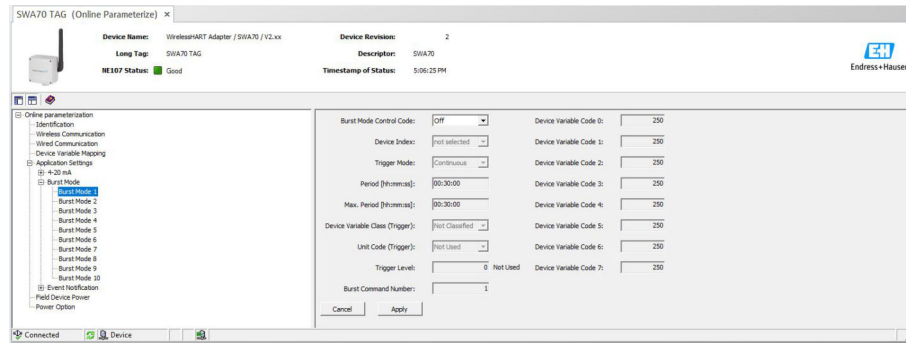 SWA70 TAG (Online Parameterize) ×
Device Name: WirelessHART Adapter / SWA70 / V2.xx Device Revision: 2
Long Tag: SWA70 TAG Descriptor: SWA70
NE107 Status: Good Timestamp of Status: 5:06:25 PM
EH
Endress+Hauser
Online parameterization
Identification
Wireless Communication
Wired Communication
Device Variable Mapping
Application Settings
4-20 mA
Burst Mode
Burst Mode 1
Burst Mode 2
Burst Mode 3
Burst Mode 4
Burst Mode 5
Burst Mode 6
Burst Mode 7
Burst Mode 8
Burst Mode 9
Burst Mode 10
Event Notification
Field Device Power
Power Option
Burst Mode Control Code: Off Device Variable Code 0: 250
Device Index: not selected Device Variable Code 1: 250
Trigger Mode: Continuous Device Variable Code 2: 250
Period [hh:mm:ss]: 00:30:00 Device Variable Code 3: 250
Max. Period [hh:mm:ss]: 00:30:00 Device Variable Code 4: 250
Device Variable Class (Trigger): Not Classified Device Variable Code 5: 250
Unit Code (Trigger): Not Used Device Variable Code 6: 250
Trigger Level: 0 Not Used Device Variable Code 7: 250
Burst Command Number: 1
Cancel Apply
Connected Device